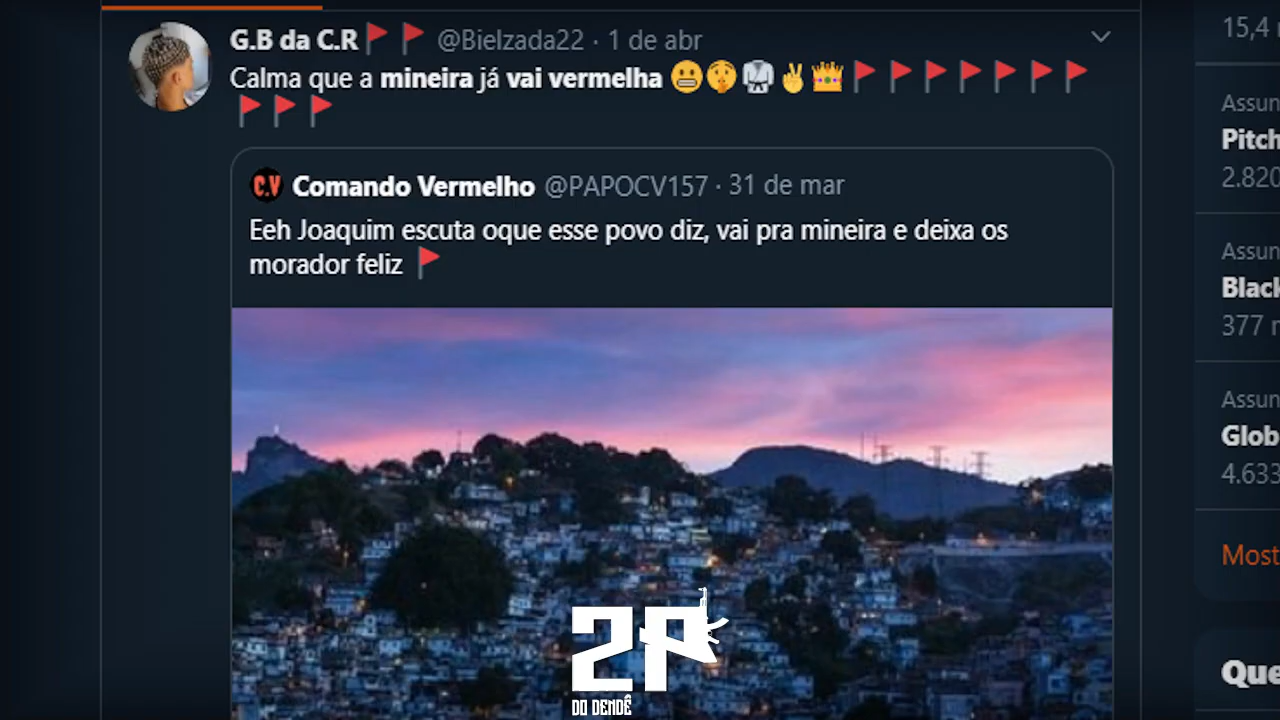 G.B da C.R🚩 🚩 @Bielzada22 · 1 de abr
Calma que a mineira já vai vermelha 😬🤫🥋✌👑🚩🚩🚩🚩🚩🚩🚩
🚩🚩🚩
C.V Comando Vermelho @PAPOCV157 · 31 de mar
Eeh Joaquim escuta oque esse povo diz, vai pra mineira e deixa os
morador feliz 🚩
2P
DO DENDÊ
15,4
Assun
Pitch
2.820
Assun
Black
377
Assun
Glob
4.633
Most
Que